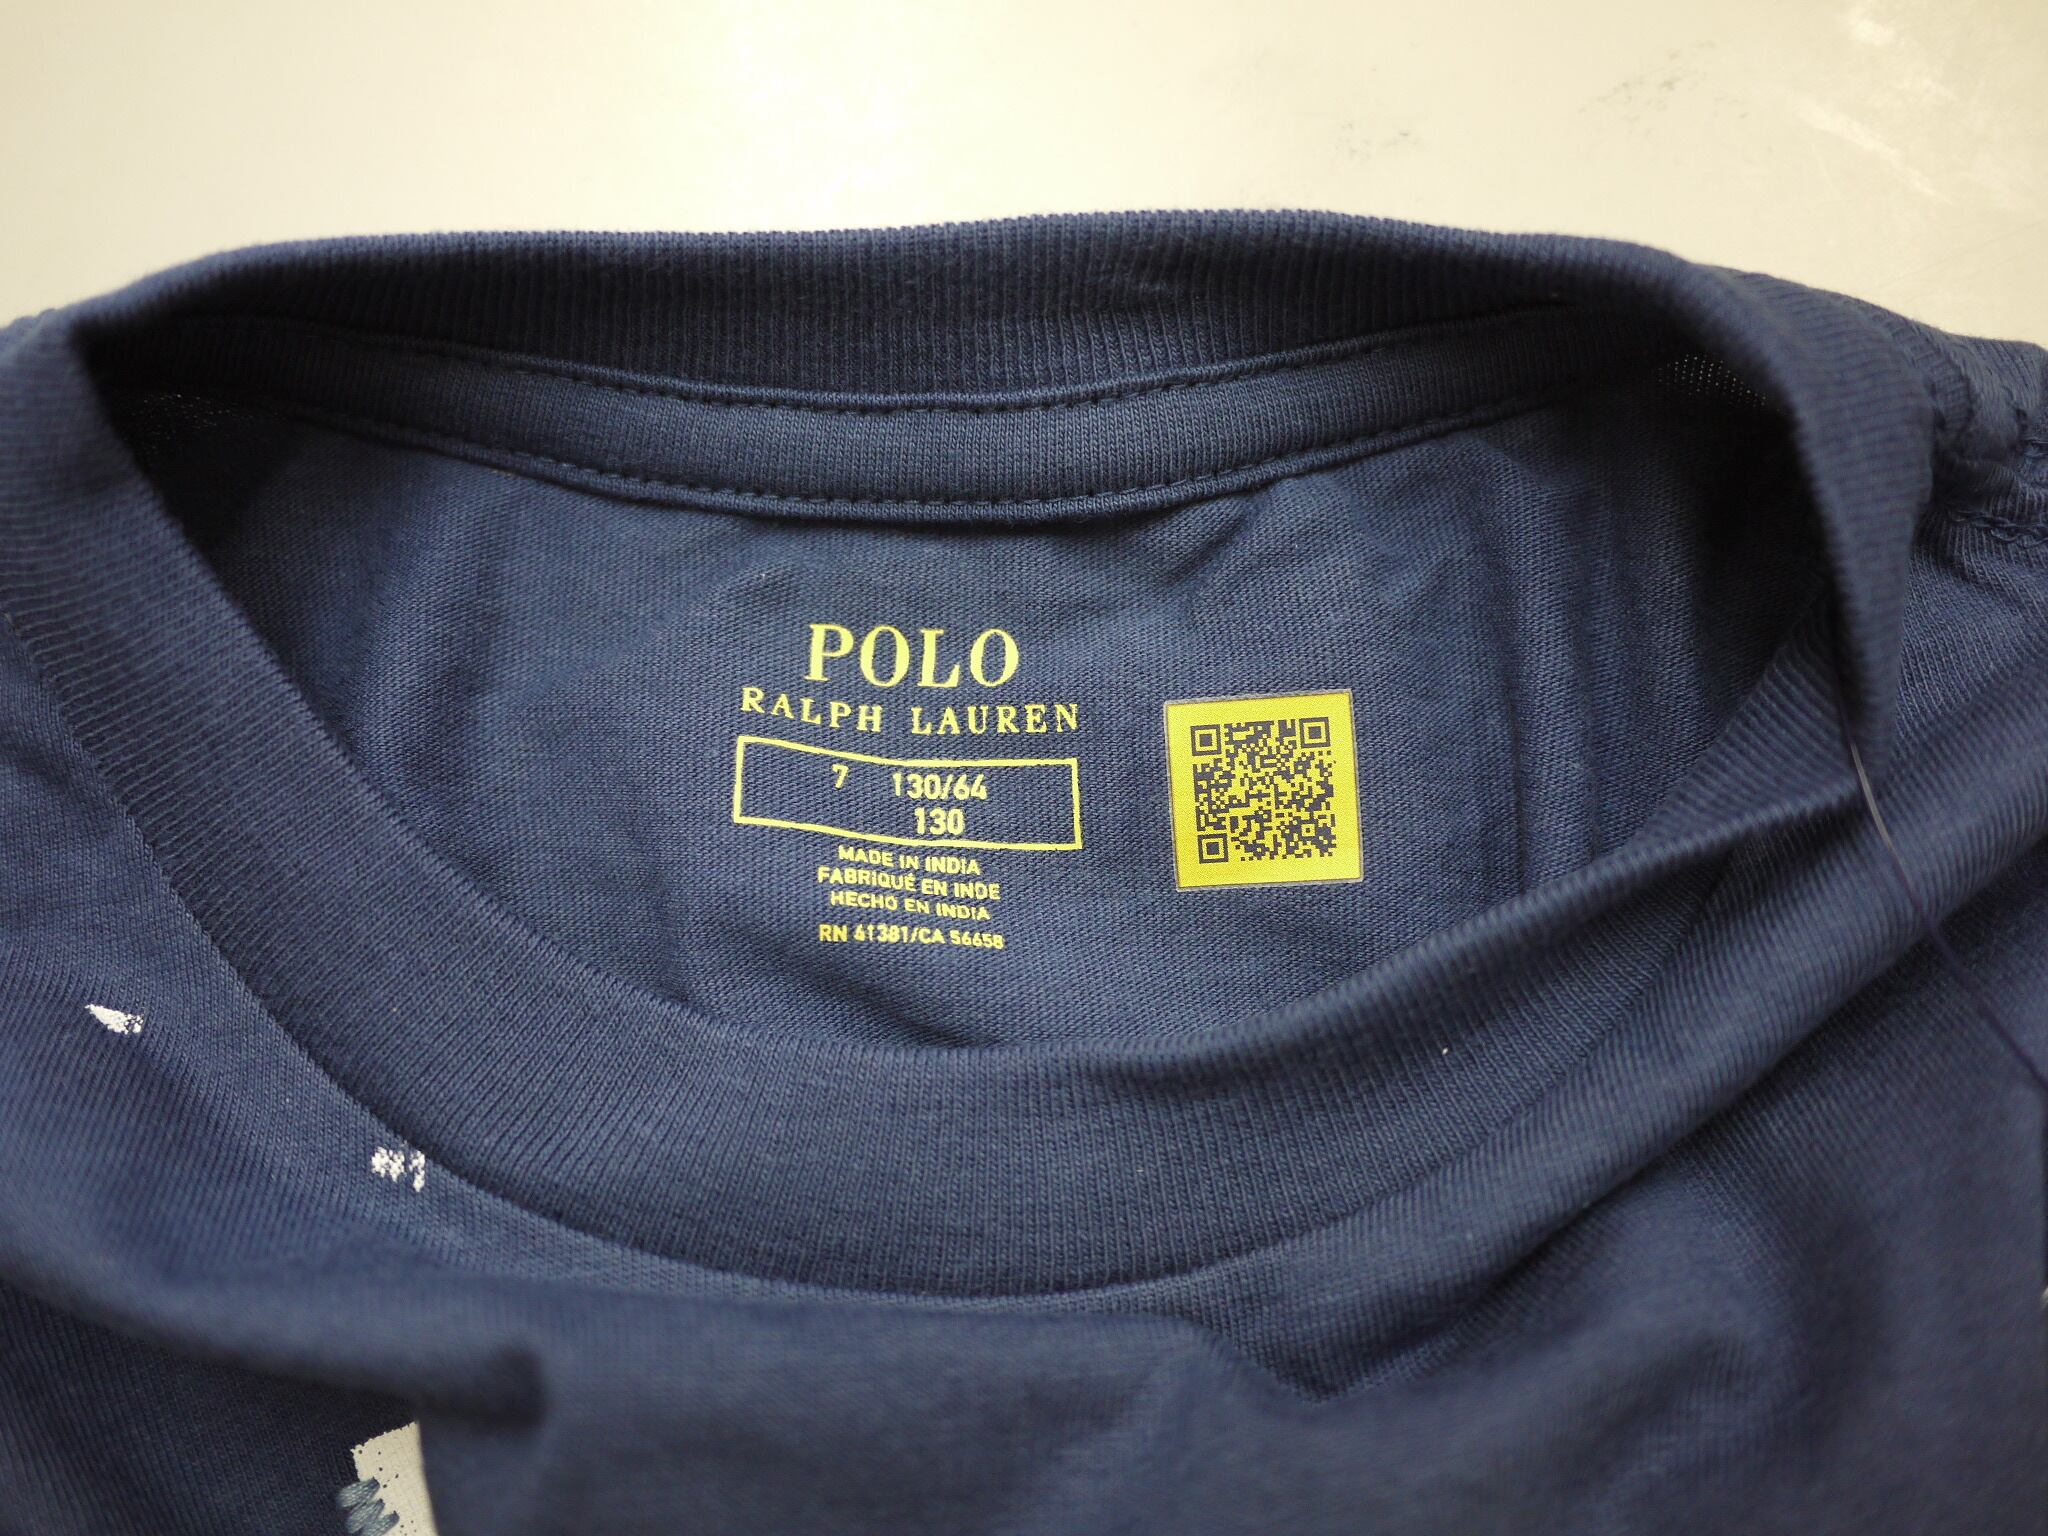 POLO
RALPH LAUREN
7 130/64
130
MADE IN INDIA
FABRIQUÉ EN INDE
HECHO EN INDIA
RN 41381/CA 56658